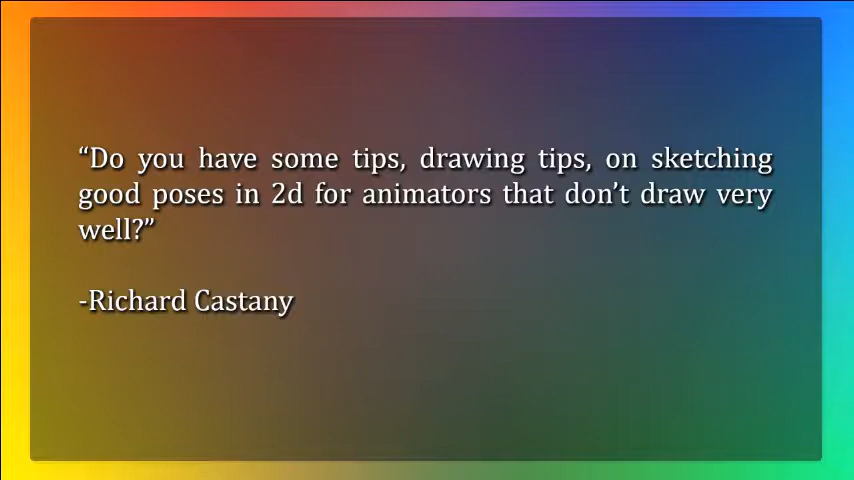 “Do you have some tips, drawing tips, on sketching
good poses in 2d for animators that don’t draw very
well?”
-Richard Castany